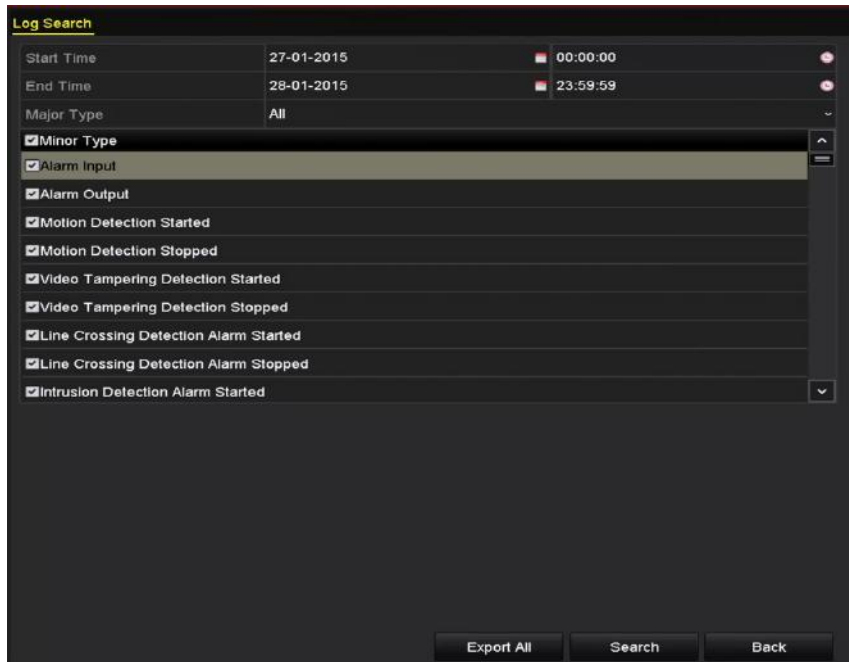 Log Search
Start Time 27-01-2015 00:00:00
End Time 28-01-2015 23:59:59
Major Type All
Minor Type
Alarm Input
Alarm Output
Motion Detection Started
Motion Detection Stopped
Video Tampering Detection Started
Video Tampering Detection Stopped
Line Crossing Detection Alarm Started
Line Crossing Detection Alarm Stopped
Intrusion Detection Alarm Started
Export All Search Back